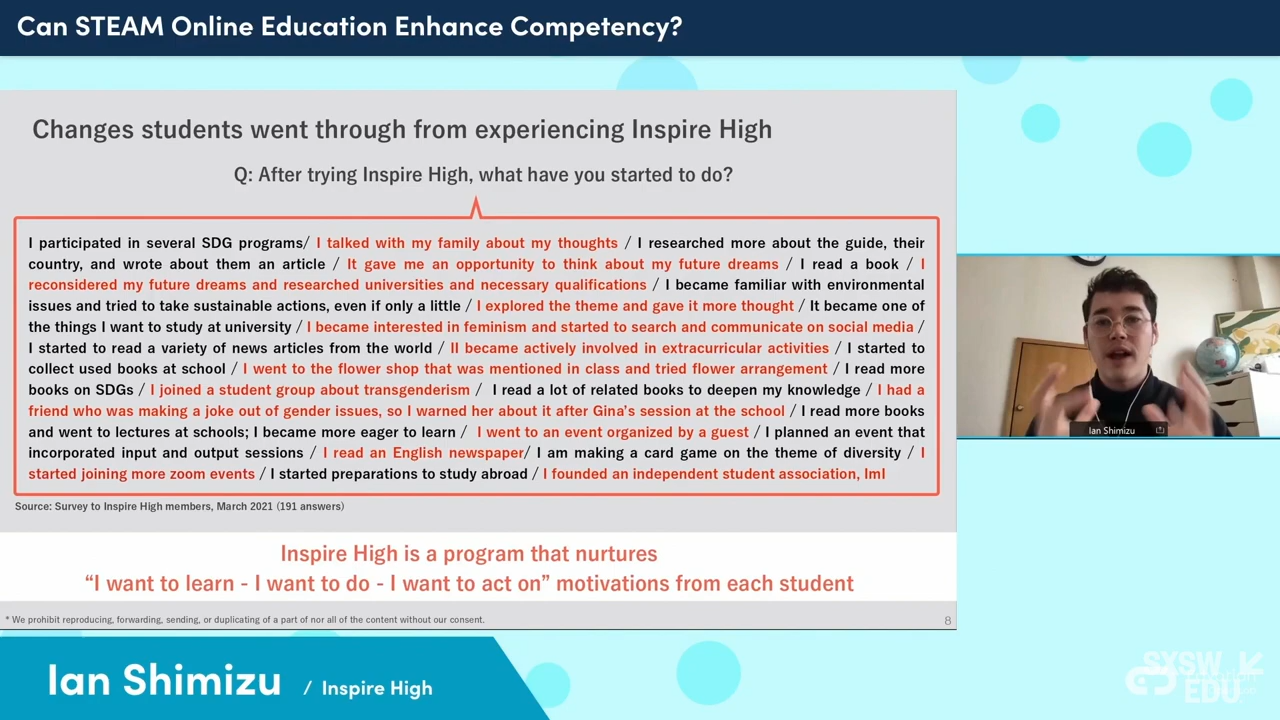 Can STEAM Online Education Enhance Competency?
Changes students went through from experiencing Inspire High
Q: After trying Inspire High, what have you started to do?
I participated in several SDG programs/ I talked with my family about my thoughts / I researched more about the guide, their
country, and wrote about them an article / It gave me an opportunity to think about my future dreams / I read a book / I
reconsidered my future dreams and researched universities and necessary qualifications / I became familiar with environmental
issues and tried to take sustainable actions, even if only a little / I explored the theme and gave it more thought / It became one of
the things I want to study at university / I became interested in feminism and started to search and communicate on social media /
I started to read a variety of news articles from the world / II became actively involved in extracurricular activities / I started to
collect used books at school / I went to the flower shop that was mentioned in class and tried flower arrangement / I read more
books on SDGs / I joined a student group about transgenderism / I read a lot of related books to deepen my knowledge / I had a
friend who was making a joke out of gender issues, so I warned her about it after Gina's session at the school / I read more books
and went to lectures at schools; I became more eager to learn / I went to an event organized by a guest / I planned an event that
incorporated input and output sessions / I read an English newspaper/ I am making a card game on the theme of diversity / I
started joining more zoom events / I started preparations to study abroad / I founded an independent student association, ImI
Source: Survey to Inspire High members, March 2021 (191 answers)
Inspire High is a program that nurtures
“I want to learn - I want to do - I want to act on” motivations from each student
* We prohibit reproducing, forwarding, sending, or duplicating of a part of nor all of the content without our consent.
8
Ian Shimizu
Ian Shimizu / Inspire High
SXSW
EDU